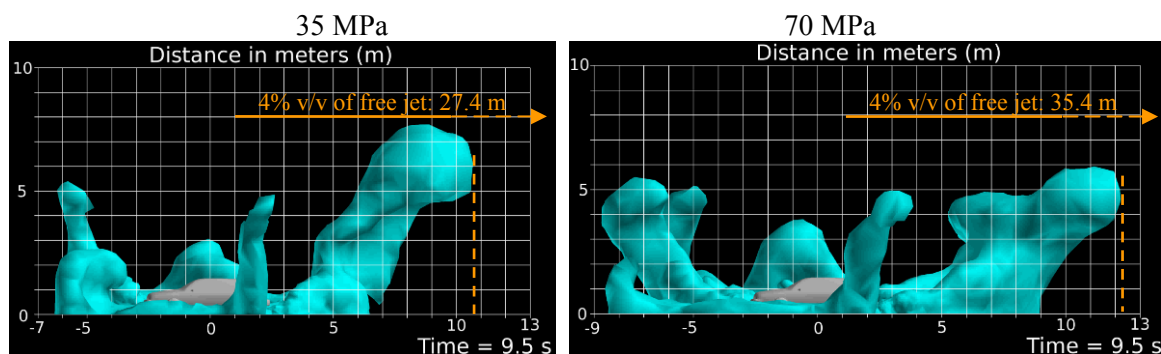 35 MPa
Distance in meters (m)
10
4% v/v of free jet: 27.4 m
5
0
-7 -5 0 5 10 13
Time = 9.5 s
70 MPa
Distance in meters (m)
10
4% v/v of free jet: 35.4 m
5
0
-9 -5 0 5 10 13
Time = 9.5 s